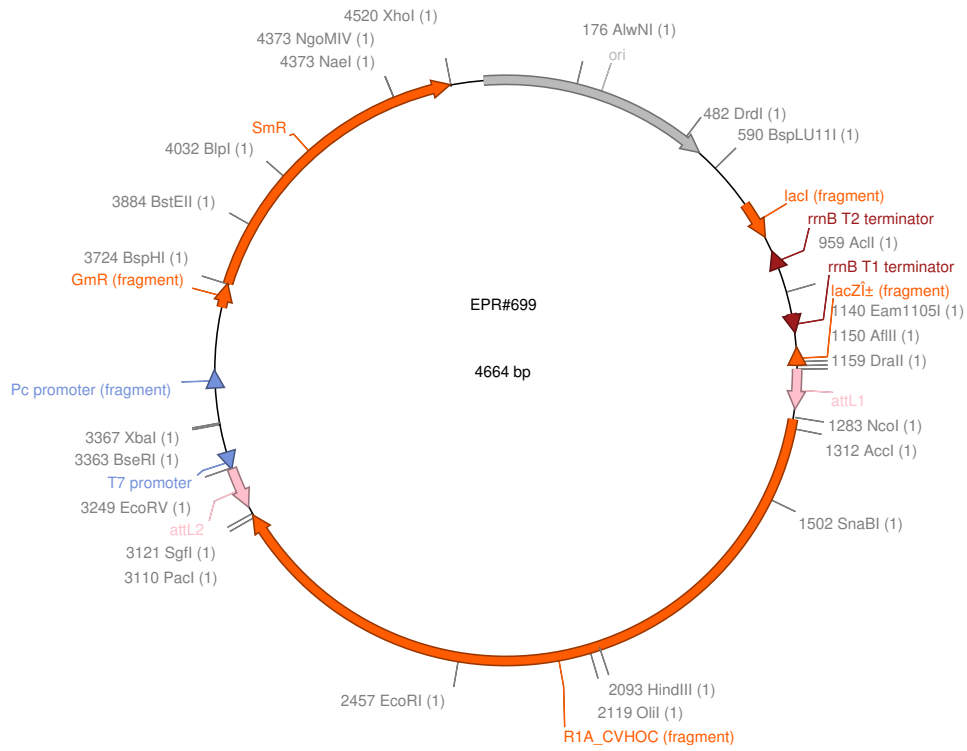 4520 XhoI (1)
176 AlwNI (1)
4373 NgoMIV (1)
ori
4373 NaeI (1)
482 DrdI (1)
SmR
590 BspLU11I (1)
4032 BlpI (1)
lacI (fragment)
3884 BstEII (1)
rrnB T2 terminator
959 AclI (1)
3724 BspHI (1)
rrnB T1 terminator
GmR (fragment)
lacZÎ± (fragment)
EPR#699
1140 Eam1105I (1)
1150 AflII (1)
4664 bp
1159 DraII (1)
Pc promoter (fragment)
attL1
1283 NcoI (1)
3367 XbaI (1)
1312 AccI (1)
3363 BseRI (1)
T7 promoter
3249 EcoRV (1)
1502 SnaBI (1)
attL2
3121 SgfI (1)
3110 PacI (1)
2093 HindIII (1)
2457 EcoRI (1)
2119 OliI (1)
R1A_CVHOC (fragment)